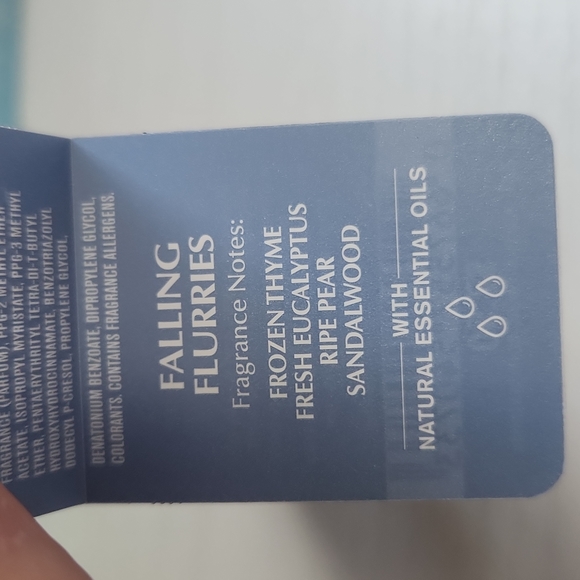 FRAGRANCE (PARFUM), PPG-2 METHYL ETHER
ACETATE, ISOPROPYL MYRISTATE, PPG-3 METHYL
ETHER, PENTAERYTHRITYL TETRA-DI-T-BUTYL
HYDROXYHYDROCINNAMATE, BENZOTRIAZOLYL
DODECYL P-CRESOL, PROPYLENE GLYCOL,
DENATONIUM BENZOATE, DIPROPYLENE GLYCOL,
COLORANTS. CONTAINS FRAGRANCE ALLERGENS.
FALLING
FLURRIES
Fragrance Notes:
FROZEN THYME
FRESH EUCALYPTUS
RIPE PEAR
SANDALWOOD
WITH
NATURAL ESSENTIAL OILS